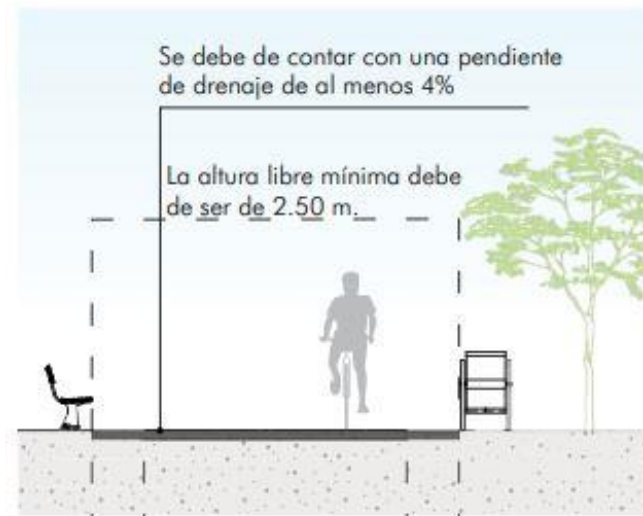 Se debe de contar con una pendiente
de drenaje de al menos 4%
La altura libre mínima debe
de ser de 2.50 m.